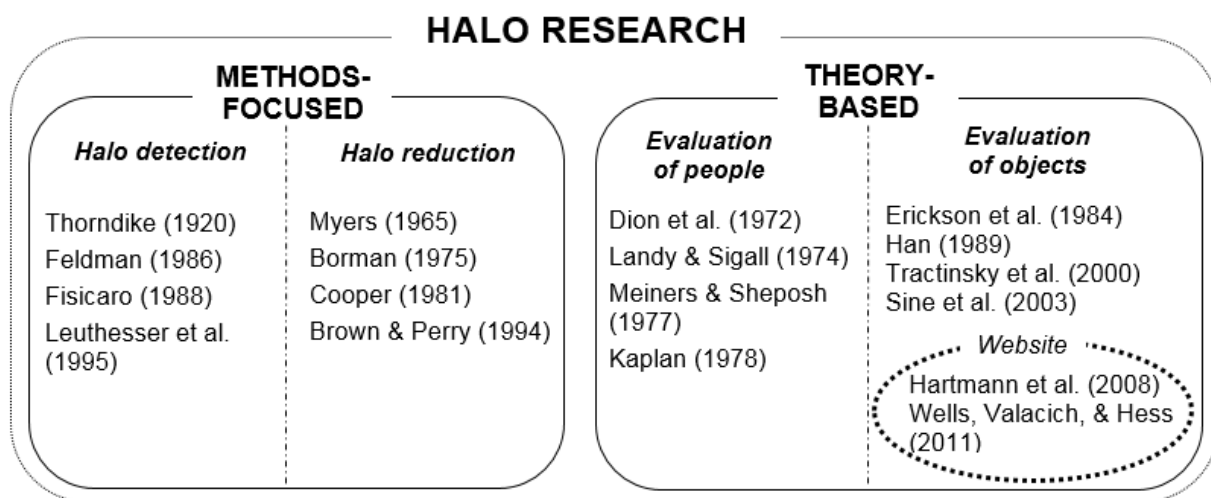 HALO RESEARCH
METHODS-
FOCUSED
Halo detection
Thorndike (1920)
Feldman (1986)
Fisicaro (1988)
Leuthesser et al.
(1995)
Halo reduction
Myers (1965)
Borman (1975)
Cooper (1981)
Brown & Perry (1994)
THEORY-
BASED
Evaluation
of people
Dion et al. (1972)
Landy & Sigall (1974)
Meiners & Sheposh
(1977)
Kaplan (1978)
Evaluation
of objects
Erickson et al. (1984)
Han (1989)
Tractinsky et al. (2000)
Sine et al. (2003)
Website
Hartmann et al. (2008)
Wells, Valacich, & Hess
(2011)